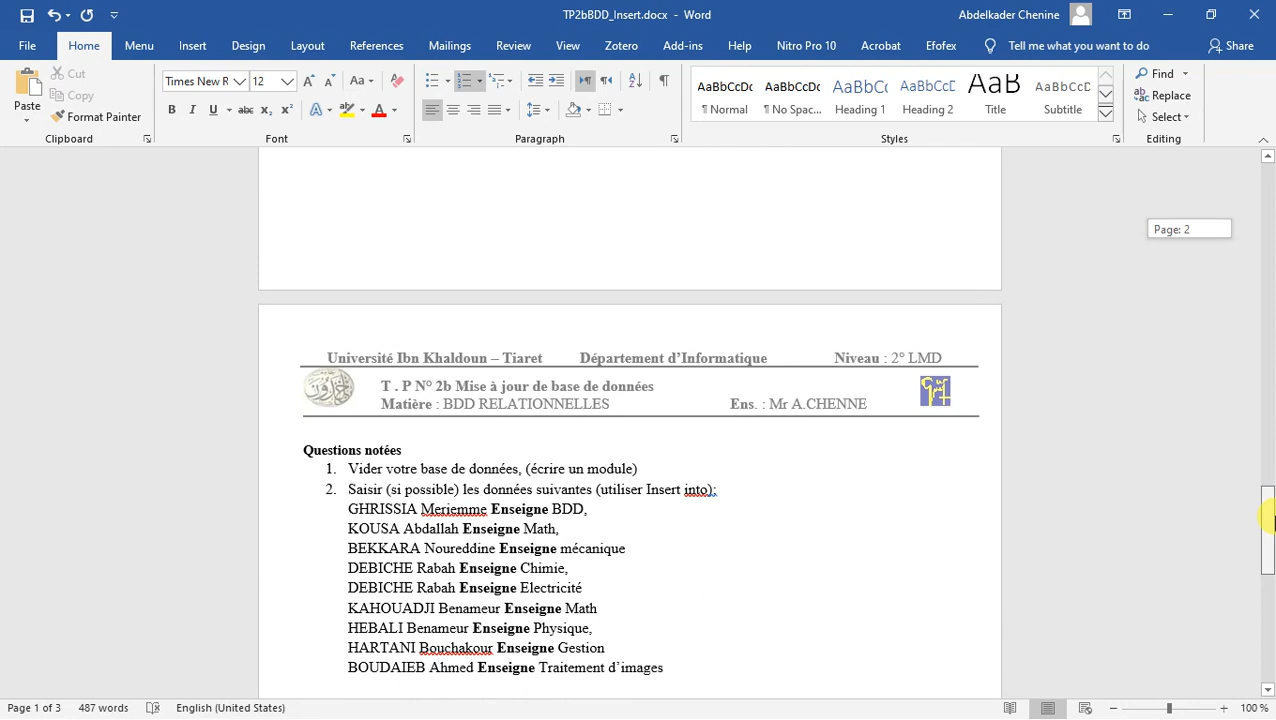 TP2bBDD_Insert.docx - Word
Abdelkader Chenine
File Home Menu Insert Design Layout References Mailings Review View Zotero Add-ins Help Nitro Pro 10 Acrobat Efofex Tell me what you want to do Share
Paste
Cut
Copy
Format Painter
Clipboard
Times New R 12
Font
Paragraph
AaBbCcDc AaBbCcDc AaBbC( AaBbCcC AaB AaBbCcD
¶ Normal ¶ No Spac... Heading 1 Heading 2 Title Subtitle
Styles
Find
Replace
Select
Editing
Page: 2
Université Ibn Khaldoun – Tiaret Département d’Informatique Niveau : 2° LMD
T . P N° 2b Mise à jour de base de données
Matière : BDD RELATIONNELLES Ens. : Mr A.CHENNE
Questions notées
1. Vider votre base de données, (écrire un module)
2. Saisir (si possible) les données suivantes (utiliser Insert into):
GHRISSIA Meriemme Enseigne BDD,
KOUSA Abdallah Enseigne Math,
BEKKARA Noureddine Enseigne mécanique
DEBICHE Rabah Enseigne Chimie,
DEBICHE Rabah Enseigne Electricité
KAHOUADJI Benameur Enseigne Math
HEBALI Benameur Enseigne Physique,
HARTANI Bouchakour Enseigne Gestion
BOUDAIEB Ahmed Enseigne Traitement d’images
Page 1 of 3 487 words English (United States) 100 %